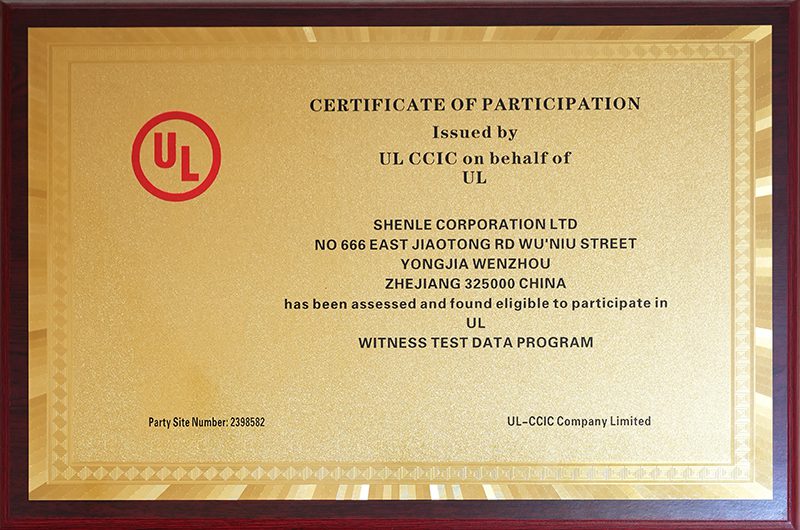 UL
CERTIFICATE OF PARTICIPATION
Issued by
UL CCIC on behalf of
UL
SHENLE CORPORATION LTD
NO 666 EAST JIAOTONG RD WU'NIU STREET
YONGJIA WENZHOU
ZHEJIANG 325000 CHINA
has been assessed and found eligible to participate in
UL
WITNESS TEST DATA PROGRAM
Party Site Number: 2398582
UL-CCIC Company Limited